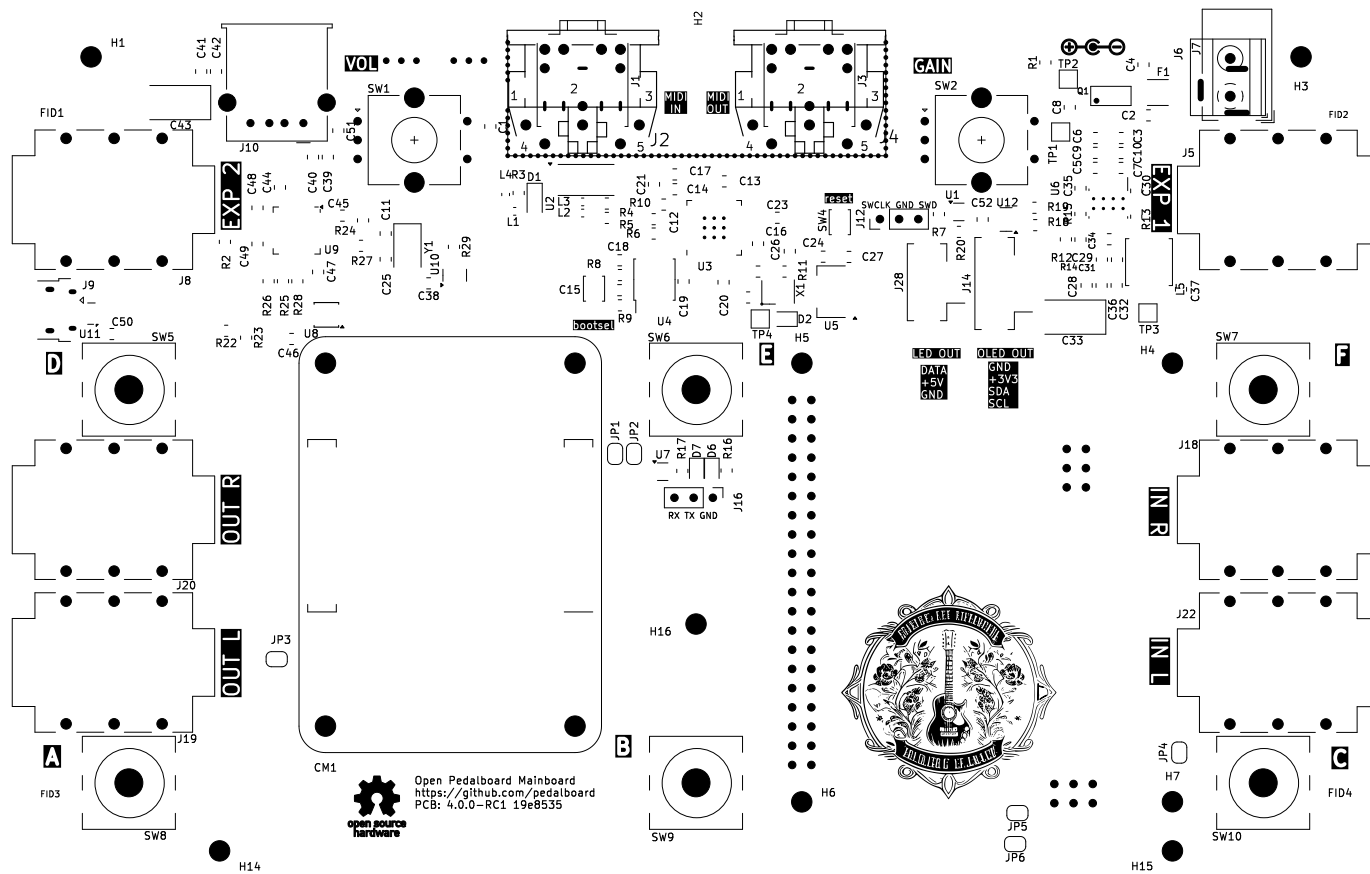 H2
H1
C41
C42
VOL
SW1
FID1
C43
J10
C51
C1
J1
1
2
3
4
5
J2
MIDI
IN
MIDI
OUT
J3
1
2
3
4
5
J4
GAIN
SW2
R1
TP2
C4
F1
Q1
C8
C2
TP1
J6
J7
H3
FID2
J5
EXP 2
C48
C44
C40
C39
C45
C11
R24
R2
C49
U9
R27
C47
C25
Y1
U10
R29
C38
J8
J9
U11
C50
R26
R25
R28
U8
R22
R23
C46
L4
R3
D1
L1
U2
L3
L2
C21
C17
C14
C13
R10
R4
R5
R6
C12
C23
C16
C18
R8
C15
R9
U4
bootsel
C19
U3
C20
C26
R11
X1
TP4
D2
C24
C27
U5
reset
SW4
J12
SWCLK GND SWD
R7
U1
C52
U12
R20
J28
J14
C6
C5
C9
C3
C10
C7
U6
C35
C30
R19
R18
R15
R13
C34
R12
C29
R14
C31
C28
C36
C32
L5
C37
C33
TP3
EXP 1
D
SW5
SW6
E
H5
LED OUT
DATA
+5V
GND
OLED OUT
GND
+3V3
SDA
SCL
H4
SW7
F
JP1
JP2
U7
R17
D7
D6
R16
J16
RX TX GND
OUT R
J20
J18
IN R
OUT L
JP3
J19
H16
J22
IN L
A
FID3
SW8
CM1
B
SW9
H6
JP4
H7
C
FID4
SW10
JP5
JP6
H14
H15
open source
hardware
Open Pedalboard Mainboard
https://github.com/pedalboard
PCB: 4.0.0-RC1 19e8535